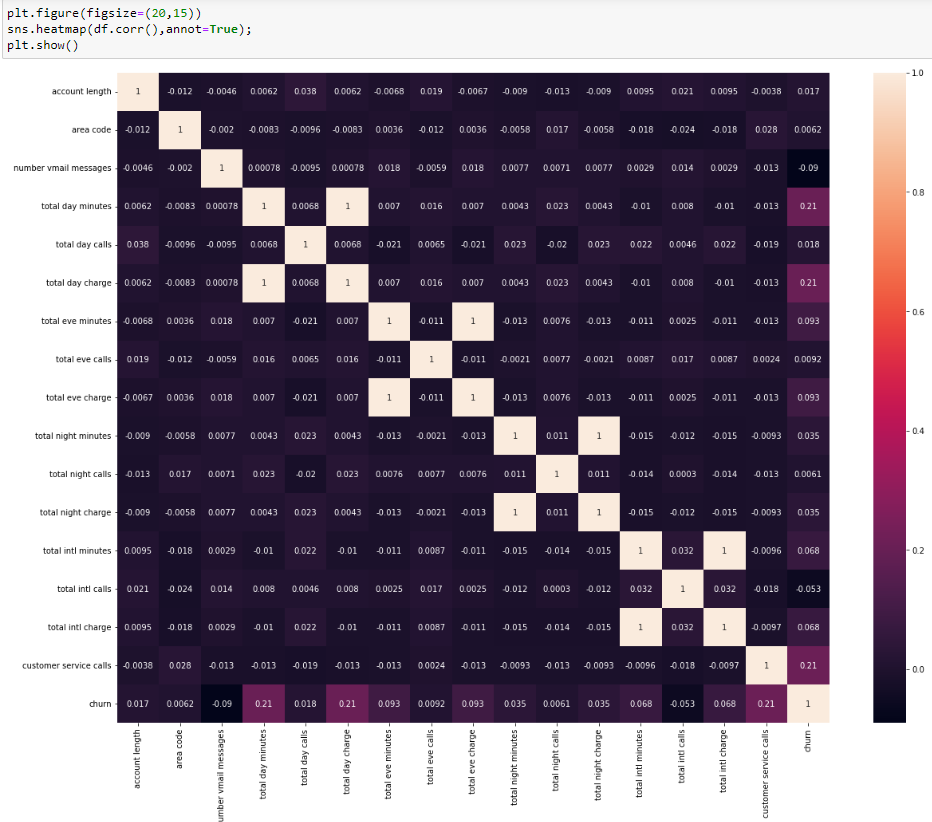 plt.figure(figsize=(20,15))
sns.heatmap(df.corr(),annot=True);
plt.show()
account length 1 -0.012 -0.0046 0.0062 0.038 0.0062 -0.0068 0.019 -0.0067 -0.009 -0.013 -0.009 0.0095 0.021 0.0095 -0.0038 0.017
area code -0.012 1 -0.002 -0.0083 -0.0096 -0.0083 0.0036 -0.012 0.0036 -0.0058 0.017 -0.0058 -0.018 -0.024 -0.018 0.028 0.0062
number vmail messages -0.0046 -0.002 1 0.00078 -0.0095 0.00078 0.018 -0.0059 0.018 0.0077 0.0071 0.0077 0.0029 0.014 0.0029 -0.013 -0.09
total day minutes 0.0062 -0.0083 0.00078 1 0.0068 1 0.007 0.016 0.007 0.0043 0.023 0.0043 -0.01 0.008 -0.01 -0.013 0.21
total day calls 0.038 -0.0096 -0.0095 0.0068 1 0.0068 -0.021 0.0065 -0.021 0.023 -0.02 0.023 0.022 0.0046 0.022 -0.019 0.018
total day charge 0.0062 -0.0083 0.00078 1 0.0068 1 0.007 0.016 0.007 0.0043 0.023 0.0043 -0.01 0.008 -0.01 -0.013 0.21
total eve minutes -0.0068 0.0036 0.018 0.007 -0.021 0.007 1 -0.011 1 -0.013 0.0076 -0.013 -0.011 0.0025 -0.011 -0.013 0.093
total eve calls 0.019 -0.012 -0.0059 0.016 0.0065 0.016 -0.011 1 -0.011 -0.0021 0.0077 -0.0021 0.0087 0.017 0.0087 0.0024 0.0092
total eve charge -0.0067 0.0036 0.018 0.007 -0.021 0.007 1 -0.011 1 -0.013 0.0076 -0.013 -0.011 0.0025 -0.011 -0.013 0.093
total night minutes -0.009 -0.0058 0.0077 0.0043 0.023 0.0043 -0.013 -0.0021 -0.013 1 0.011 1 -0.015 -0.012 -0.015 -0.0093 0.035
total night calls -0.013 0.017 0.0071 0.023 -0.02 0.023 0.0076 0.0077 0.0076 0.011 1 0.011 -0.014 0.0003 -0.014 -0.013 0.0061
total night charge -0.009 -0.0058 0.0077 0.0043 0.023 0.0043 -0.013 -0.0021 -0.013 1 0.011 1 -0.015 -0.012 -0.015 -0.0093 0.035
total intl minutes 0.0095 -0.018 0.0029 -0.01 0.022 -0.01 -0.011 0.0087 -0.011 -0.015 -0.014 -0.015 1 0.032 1 -0.0096 0.068
total intl calls 0.021 -0.024 0.014 0.008 0.0046 0.008 0.0025 0.017 0.0025 -0.012 0.0003 -0.012 0.032 1 0.032 -0.018 -0.053
total intl charge 0.0095 -0.018 0.0029 -0.01 0.022 -0.01 -0.011 0.0087 -0.011 -0.015 -0.014 -0.015 1 0.032 1 -0.0097 0.068
customer service calls -0.0038 0.028 -0.013 -0.013 -0.019 -0.013 -0.013 0.0024 -0.013 -0.0093 -0.013 -0.0093 -0.0096 -0.018 -0.0097 1 0.21
churn 0.017 0.0062 -0.09 0.21 0.018 0.21 0.093 0.0092 0.093 0.035 0.0061 0.035 0.068 -0.053 0.068 0.21 1
account length
area code
umber vmail messages
total day minutes
total day calls
total day charge
total eve minutes
total eve calls
total eve charge
total night minutes
total night calls
total night charge
total intl minutes
total intl calls
total intl charge
customer service calls
churn
1.0
0.8
0.6
0.4
0.2
0.0